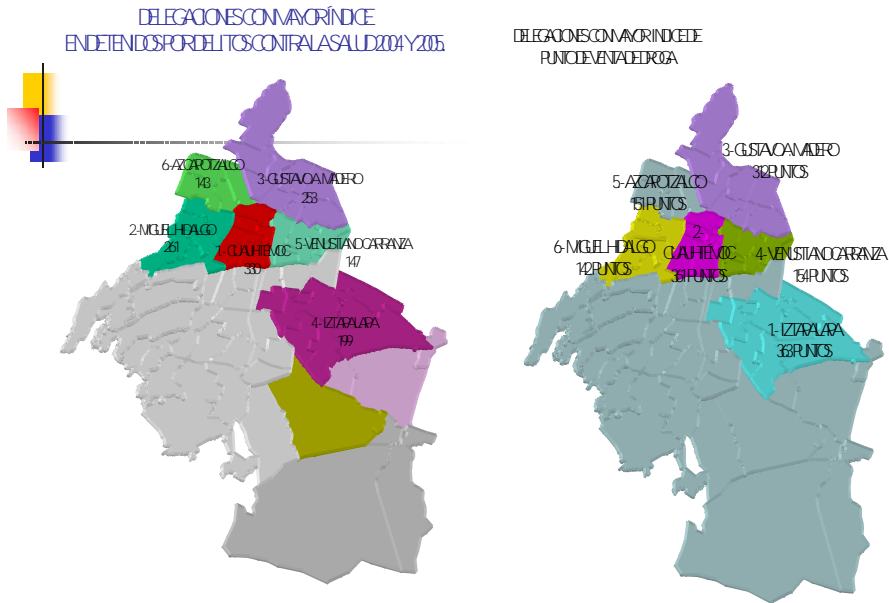 DELEGACIONES CON MAYOR ÍNDICE
EN DETENIDOS POR DELITOS CONTRA LA SALUD 2004 Y 2005.
6.- AZCAPOTZALCO
143
3.- GUSTAVO A. MADERO
253
2.- MIGUEL HIDALGO
261
1.- CUAUHTEMOC
330
5.- VENUSTIANO CARRANZA
147
4.- IZTAPALAPA
199
DELEGACIONES CON MAYOR INDICE DE
PUNTO DE VENTA DE DROGA
3.- GUSTAVO A. MADERO
312 PUNTOS
5.- AZCAPOTZALCO
151 PUNTOS
6.- MIGUEL HIDALGO
142 PUNTOS
2.-
CUAUHTEMOC
361 PUNTOS
4.- VENUSTIANO CARRANZA
154 PUNTOS
1.- IZTAPALAPA
363 PUNTOS